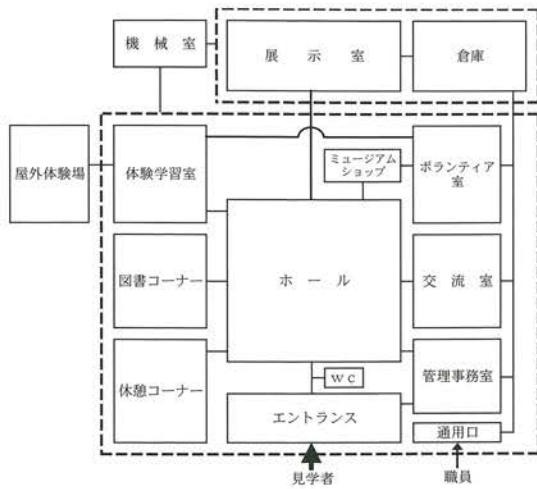 機械室
展示室
倉庫
屋外体験場
体験学習室
ミュージアム
ショップ
ボランティア
室
図書コーナー
ホール
交流室
休憩コーナー
WC
管理事務室
エントランス
通用口
見学者
職員